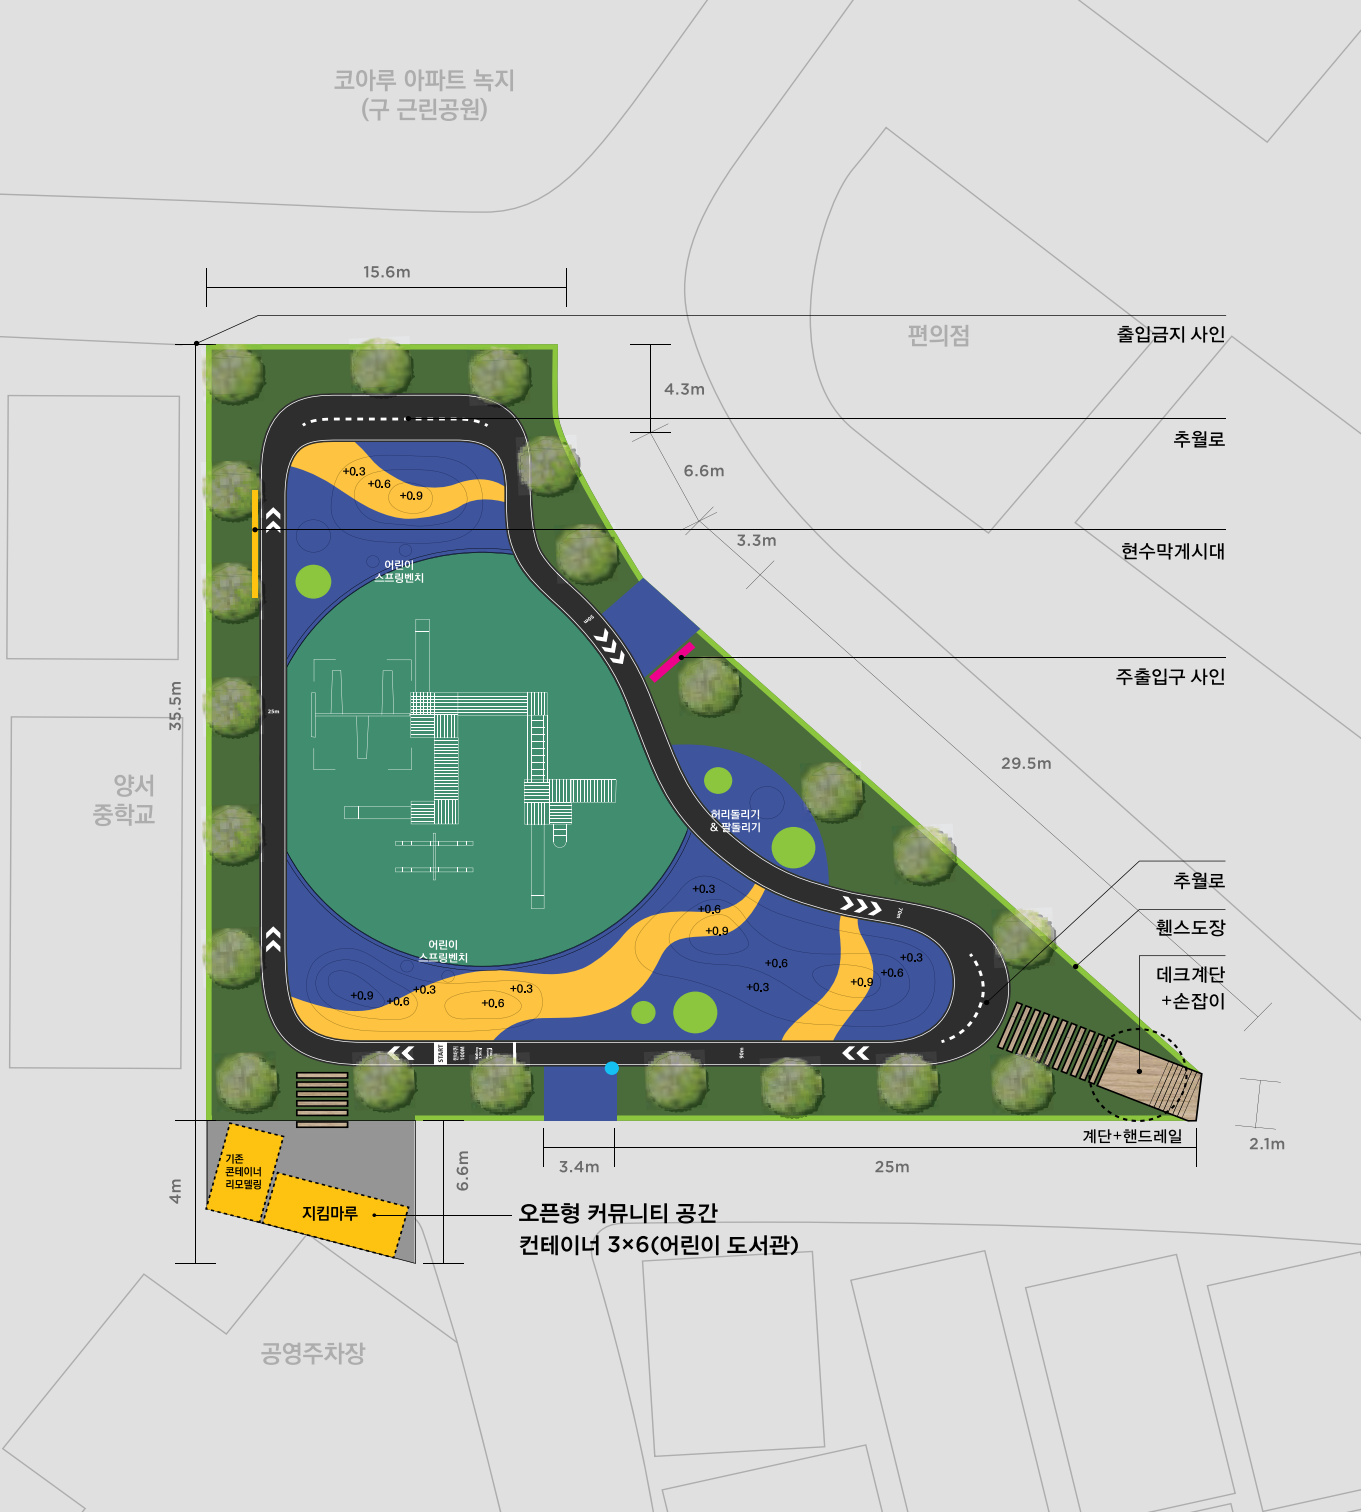 코아루 아파트 녹지
(구 근린공원)
15.6m
출입금지 사인
편의점
4.3m
추월로
+0.3
+0.6
+0.9
6.6m
3.3m
현수막게시대
어린이
스프링벤치
50m
주출입구 사인
35.5m
25m
29.5m
양서
중학교
허리돌리기
& 팔돌리기
+0.3
+0.6
+0.9
추월로
75m
휀스도장
어린이
스프링벤치
+0.6
+0.3
+0.3
+0.6
+0.9
데크계단
+손잡이
+0.9
+0.6
+0.3
+0.3
+0.6
START
100M
90m
계단+핸드레일
2.1m
3.4m
25m
4m
6.6m
기존
콘테이너
리모델링
지킴마루
오픈형 커뮤니티 공간
컨테이너 3×6(어린이 도서관)
공영주차장